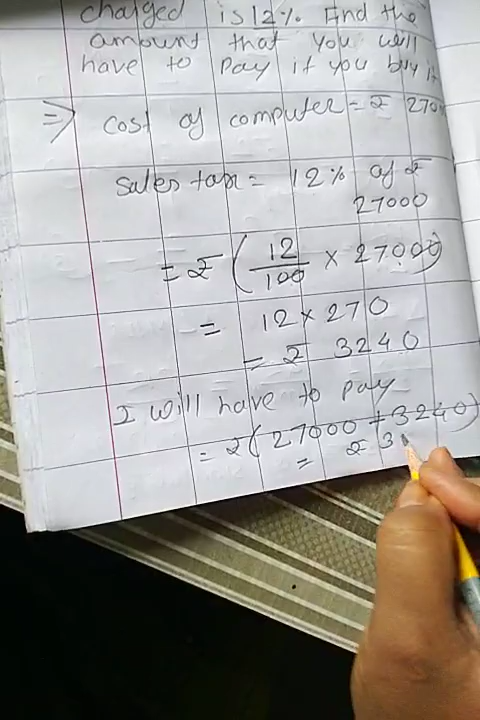 charged is 12%. Find the
amount that you will
have to pay if you buy it
=> cost of computer = ₹ 270
sales tax = 12% of ₹
27000
= ₹ (12/100 × 27000)
= 12 × 270
= ₹ 3240
I will have to pay
= ₹ (27000 + 3240)
= ₹ 3